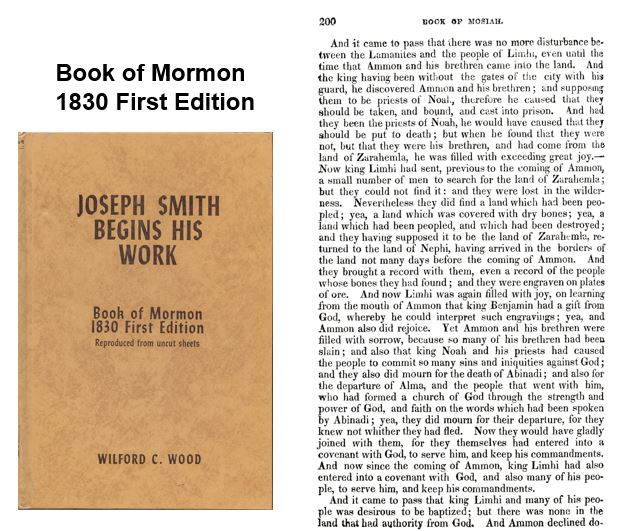 Book of Mormon
1830 First Edition
JOSEPH SMITH
BEGINS HIS
WORK
Book of Mormon
1830 First Edition
Reproduced from uncut sheets
WILFORD C. WOOD
200 BOOK OF MOSIAH.
And it came to pass that there was no more disturbance be-
tween the Lamanites and the people of Limhi, even until the
time that Ammon and his brethren came into the land. And
the king having been without the gates of the city with his
guard, he discovered Ammon and his brethren; and supposing
them to be priests of Noah, therefore he caused that they
should be taken, and bound, and cast into prison. And had
they been the priests of Noah, he would have caused that they
should be put to death; but when he found that they were
not, but that they were his brethren, and had come from the
land of Zarahemla, he was filled with exceeding great joy.—
Now king Limhi had sent, previous to the coming of Ammon,
a small number of men to search for the land of Zarahemla;
but they could not find it: and they were lost in the wilder-
ness. Nevertheless they did find a land which had been peo-
pled; yea, a land which was covered with dry bones; yea, a
land which had been peopled, and which had been destroyed;
and they having supposed it to be the land of Zarahemla, re-
turned to the land of Nephi, having arrived in the borders of
the land not many days before the coming of Ammon. And
they brought a record with them, even a record of the people
whose bones they had found; and they were engraven on plates
of ore. And now Limhi was again filled with joy, on learning
from the mouth of Ammon that king Benjamin had a gift from
God, whereby he could interpret such engravings; yea, and
Ammon also did rejoice. Yet Ammon and his brethren were
filled with sorrow, because so many of his brethren had been
slain; and also that king Noah and his priests had caused
the people to commit so many sins and iniquities against God;
and they also did mourn for the death of Abinadi; and also for
the departure of Alma, and the people that went with him,
who had formed a church of God through the strength and
power of God, and faith on the words which had been spoken
by Abinadi; yea, they did mourn for their departure, for they
knew not whither they had fled. Now they would have gladly
joined with them, for they themselves had entered into a
covenant with God, to serve him, and keep his commandments.
And now since the coming of Ammon, king Limhi had also
entered into a covenant with God, and also many of his peo-
ple, to serve him, and keep his commandments.
And it came to pass that king Limhi and many of his peo-
ple was desirous to be baptized; but there was none in the
land that had authority from God. And Ammon declined do-